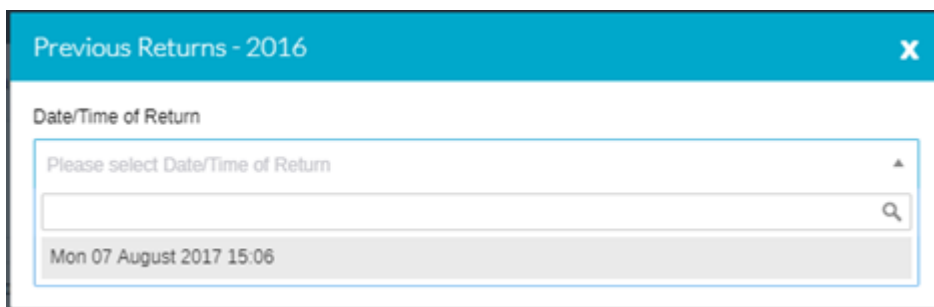 Previous Returns - 2016 x
Date/Time of Return
Please select Date/Time of Return
Mon 07 August 2017 15:06